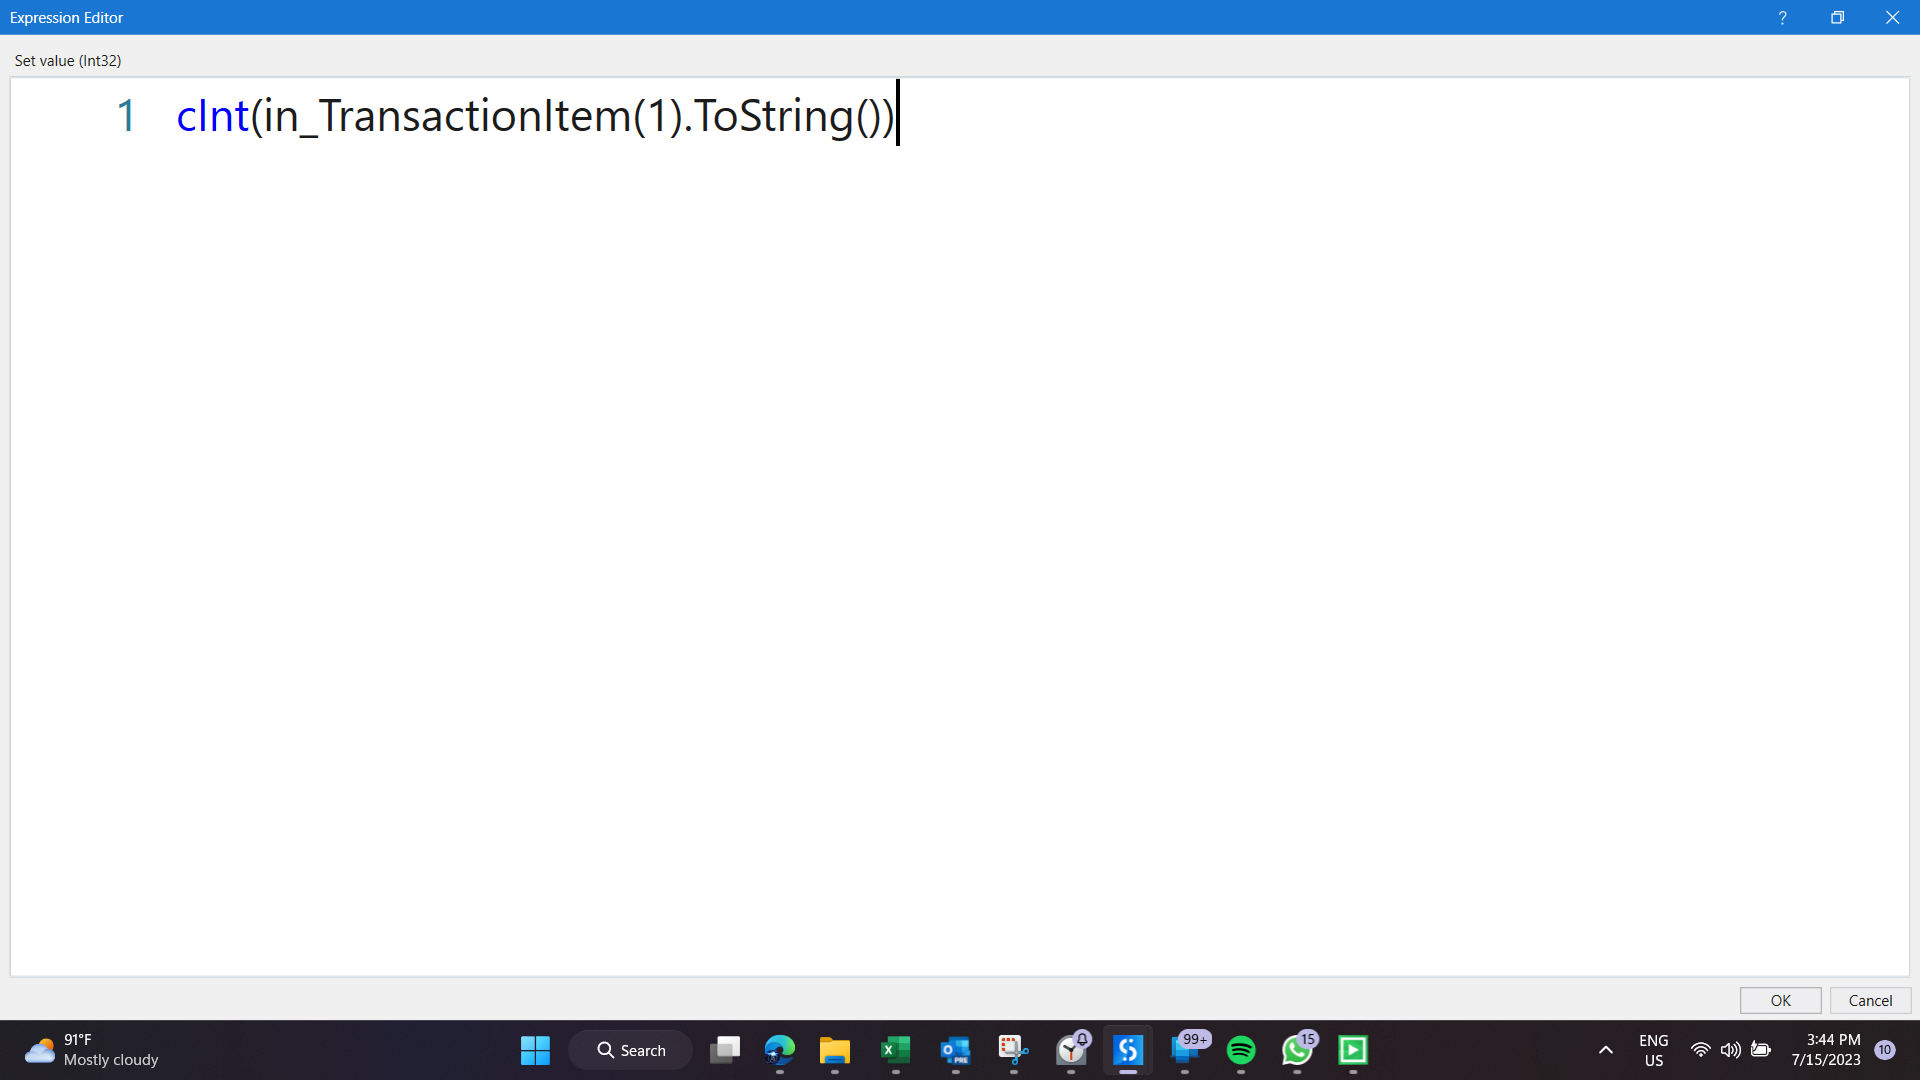 Expression Editor
?
Set value (Int32)
1 cInt(in_TransactionItem(1).ToString())
OK
Cancel
91°F
Mostly cloudy
Search
PRE
99+
15
ENG
US
3:44 PM
7/15/2023
10